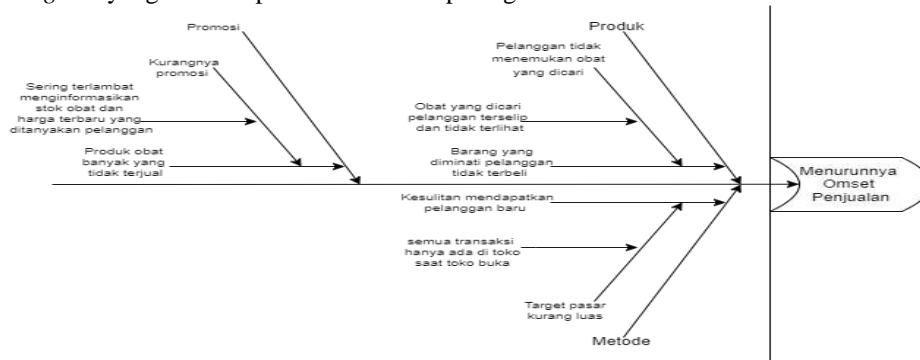 Promosi
Kurangnya
promosi
Sering terlambat
menginformasikan
stok obat dan
harga terbaru yang
ditanyakan pelanggan
Produk obat
banyak yang
tidak terjual
Produk
Pelanggan tidak
menemukan obat
yang dicari
Obat yang dicari
pelanggan terselip
dan tidak terlihat
Barang yang
diminati pelanggan
tidak terbeli
Kesulitan mendapatkan
pelanggan baru
semua transaksi
hanya ada di toko
saat toko buka
Target pasar
kurang luas
Metode
Menurunnya
Omset
Penjualan